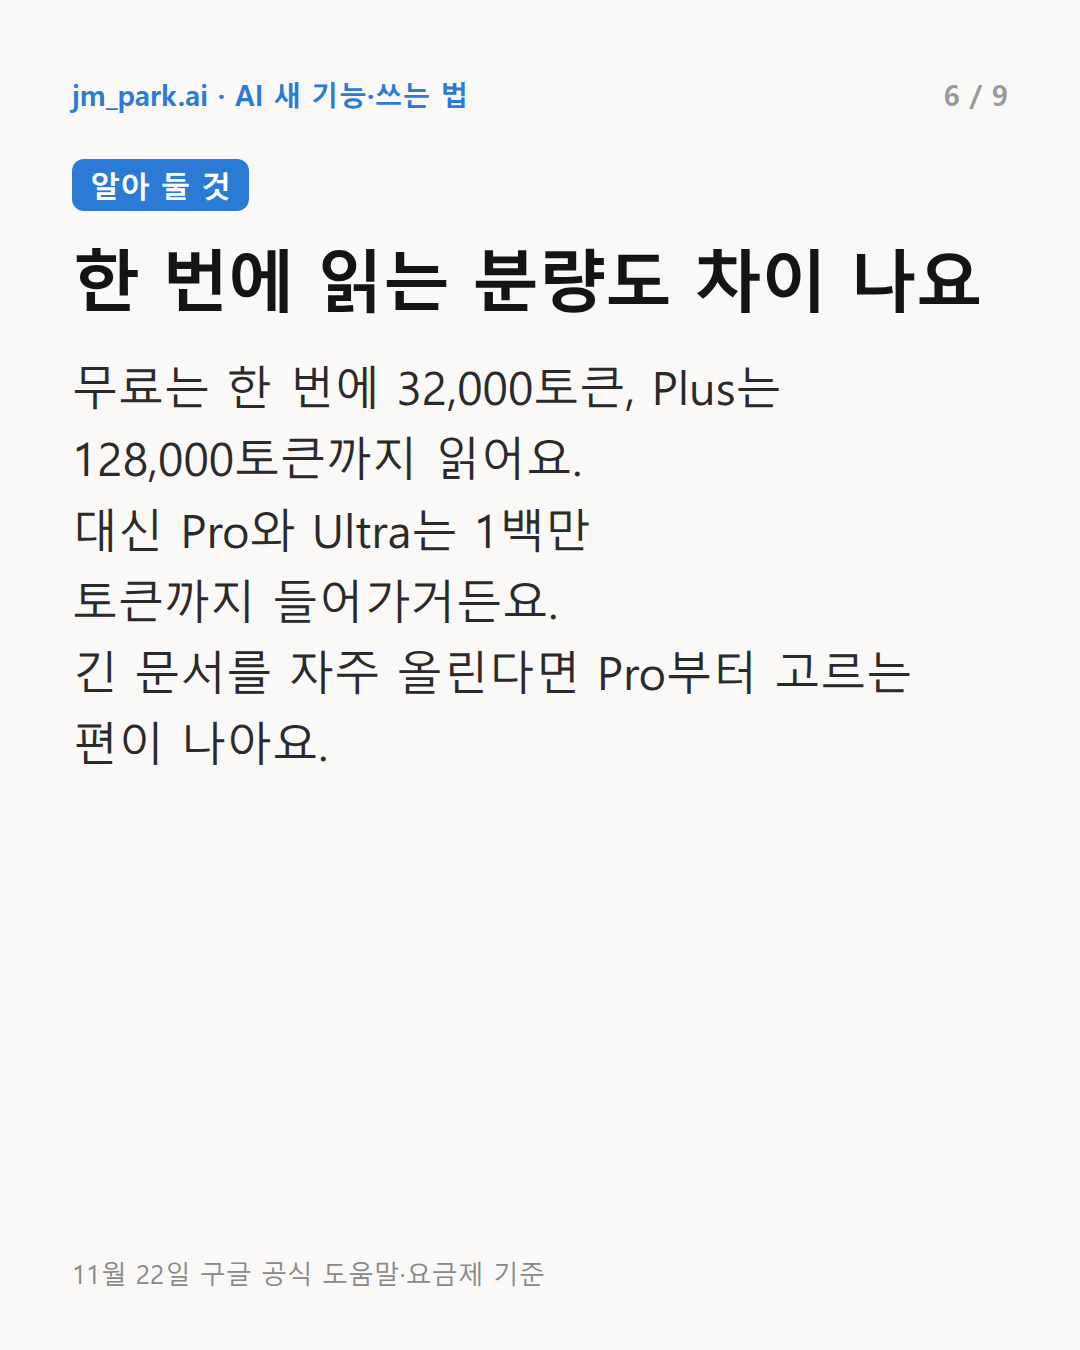 jm_park.ai · AI 새 기능·쓰는 법
6 / 9
알아 둘 것
한 번에 읽는 분량도 차이 나요
무료는 한 번에 32,000토큰, Plus는
128,000토큰까지 읽어요.
대신 Pro와 Ultra는 1백만
토큰까지 들어가거든요.
긴 문서를 자주 올린다면 Pro부터 고르는
편이 나아요.
11월 22일 구글 공식 도움말·요금제 기준